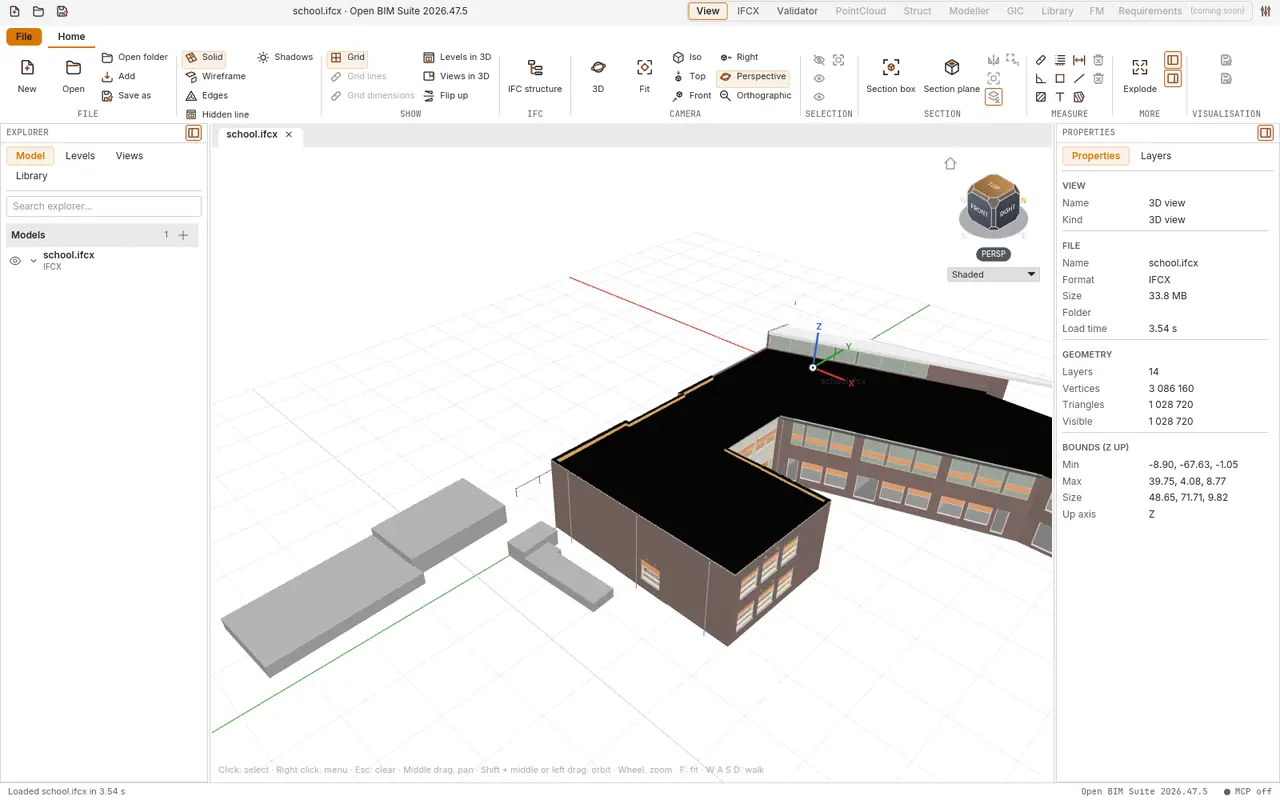 school.ifcx · Open BIM Suite 2026.47.5
View IFCX Validator PointCloud Struct Modeller GIC Library FM Requirements (coming soon)
File Home
New
Open
Open folder
Add
Save as
FILE
Solid
Wireframe
Edges
Hidden line
Shadows
Grid
Grid lines
Grid dimensions
Levels in 3D
Views in 3D
Flip up
SHOW
IFC structure
IFC
3D
Fit
Iso
Top
Front
Right
Perspective
Orthographic
CAMERA
SELECTION
Section box
Section plane
SECTION
MEASURE
Explode
MORE
VISUALISATION
EXPLORER
Model Levels Views
Library
Search explorer...
Models 1
school.ifcx
IFCX
school.ifcx
TOP
FRONT
RIGHT
N
E
S
PERSP
Shaded
Z
Y
X
Click: select · Right click: menu · Esc: clear · Middle drag: pan · Shift + middle or left drag: orbit · Wheel: zoom · F: fit · W A S D: walk
PROPERTIES
Properties Layers
VIEW
Name 3D view
Kind 3D view
FILE
Name school.ifcx
Format IFCX
Size 33.8 MB
Folder
Load time 3.54 s
GEOMETRY
Layers 14
Vertices 3 086 160
Triangles 1 028 720
Visible 1 028 720
BOUNDS (Z UP)
Min -8.90, -67.63, -1.05
Max 39.75, 4.08, 8.77
Size 48.65, 71.71, 9.82
Up axis Z
Loaded school.ifcx in 3.54 s
Open BIM Suite 2026.47.5 MCP off